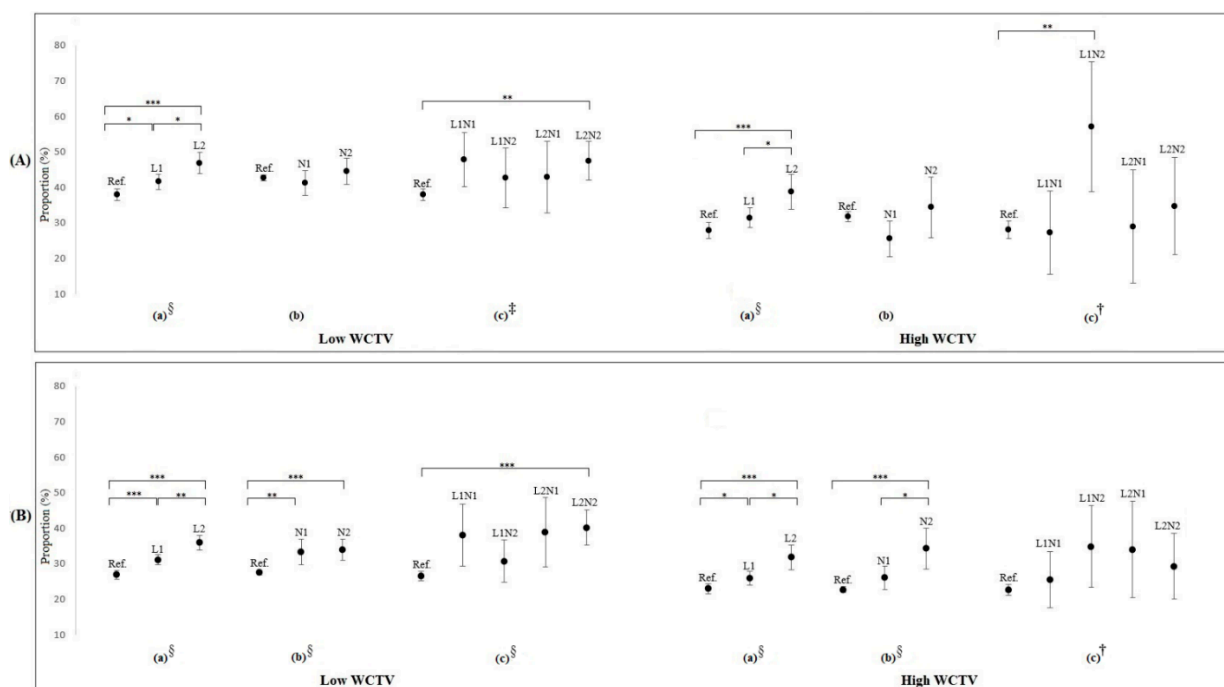 (A)
Proportion (%)
80
70
60
50
40
30
20
10
***
*
*
Ref.
L1
L2
Ref.
N1
N2
**
Ref.
L1N1
L1N2
L2N1
L2N2
(a)§
(b)
(c)‡
Low WCTV
***
*
Ref.
L1
L2
Ref.
N1
N2
**
Ref.
L1N1
L1N2
L2N1
L2N2
(a)§
(b)
(c)†
High WCTV
(B)
Proportion (%)
80
70
60
50
40
30
20
10
***
***
**
Ref.
L1
L2
***
**
Ref.
N1
N2
***
Ref.
L1N1
L1N2
L2N1
L2N2
(a)§
(b)§
(c)§
Low WCTV
***
*
*
Ref.
L1
L2
***
*
Ref.
N1
N2
Ref.
L1N1
L1N2
L2N1
L2N2
(a)§
(b)§
(c)†
High WCTV